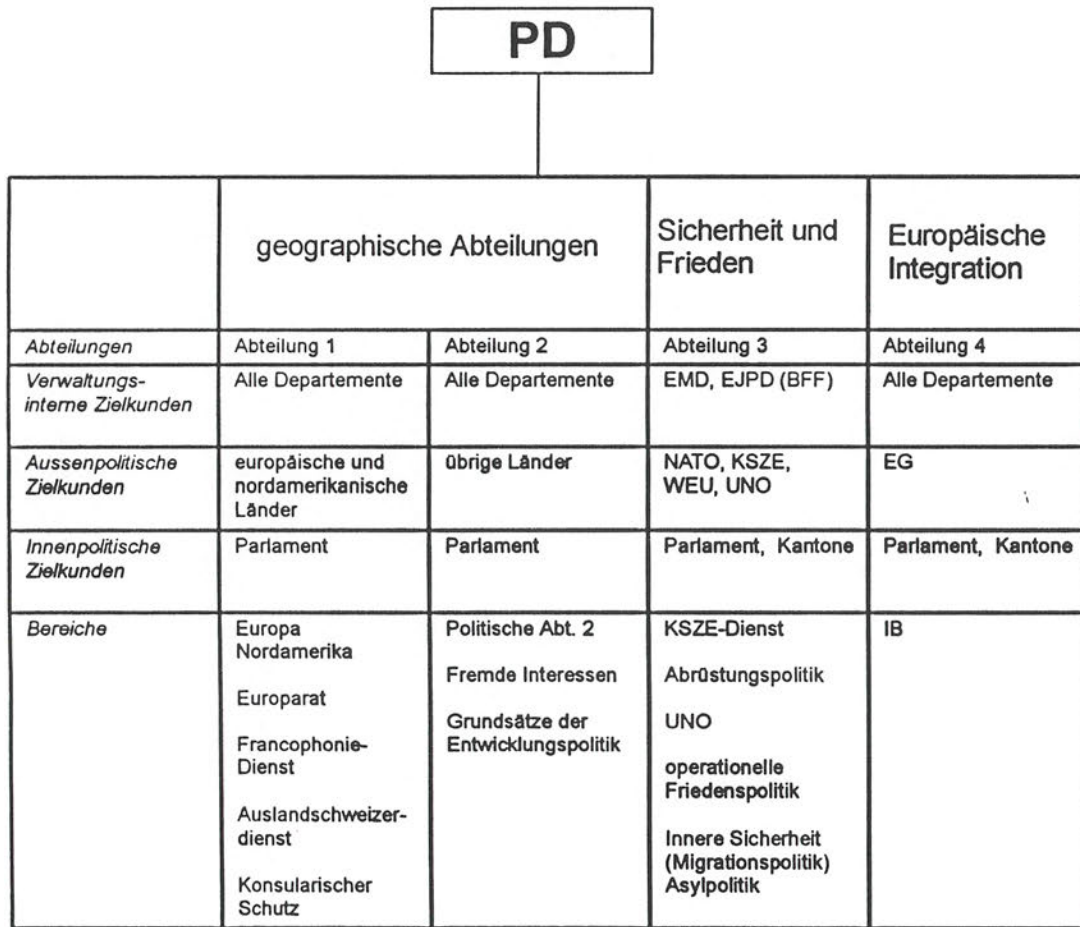 PD
geographische Abteilungen
Sicherheit und
Frieden
Europäische
Integration
Abteilungen
Abteilung 1
Abteilung 2
Abteilung 3
Abteilung 4
Verwaltungs-
interne Zielkunden
Alle Departemente
Alle Departemente
EMD, EJPD (BFF)
Alle Departemente
Aussenpolitische
Zielkunden
europäische und
nordamerikanische
Länder
übrige Länder
NATO, KSZE,
WEU, UNO
EG
Innenpolitische
Zielkunden
Parlament
Parlament
Parlament, Kantone
Parlament, Kantone
Bereiche
Europa
Nordamerika
Europarat
Francophonie-
Dienst
Auslandschweizer-
dienst
Konsularischer
Schutz
Politische Abt. 2
Fremde Interessen
Grundsätze der
Entwicklungspolitik
KSZE-Dienst
Abrüstungspolitik
UNO
operationelle
Friedenspolitik
Innere Sicherheit
(Migrationspolitik)
Asylpolitik
IB